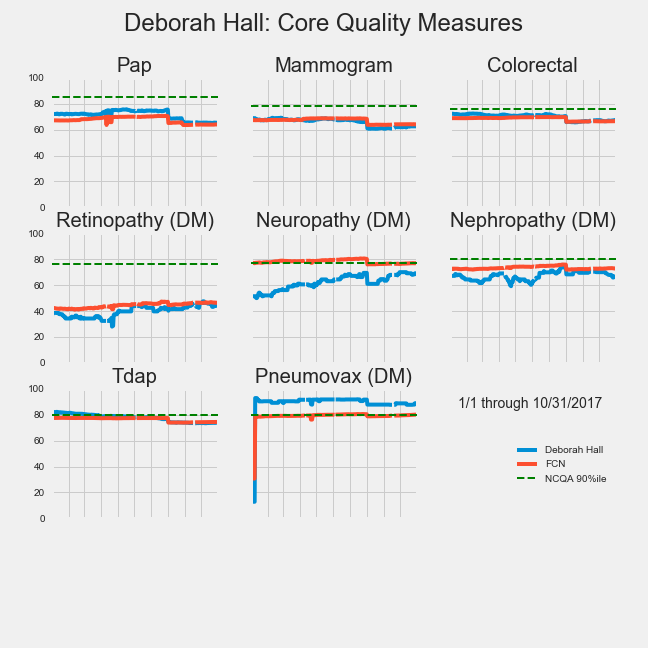 Deborah Hall: Core Quality Measures
Pap
Mammogram
Colorectal
100
80
60
40
20
0
Retinopathy (DM)
Neuropathy (DM)
Nephropathy (DM)
100
80
60
40
20
0
Tdap
Pneumovax (DM)
100
80
60
40
20
0
1/1 through 10/31/2017
Deborah Hall
FCN
NCQA 90%ile